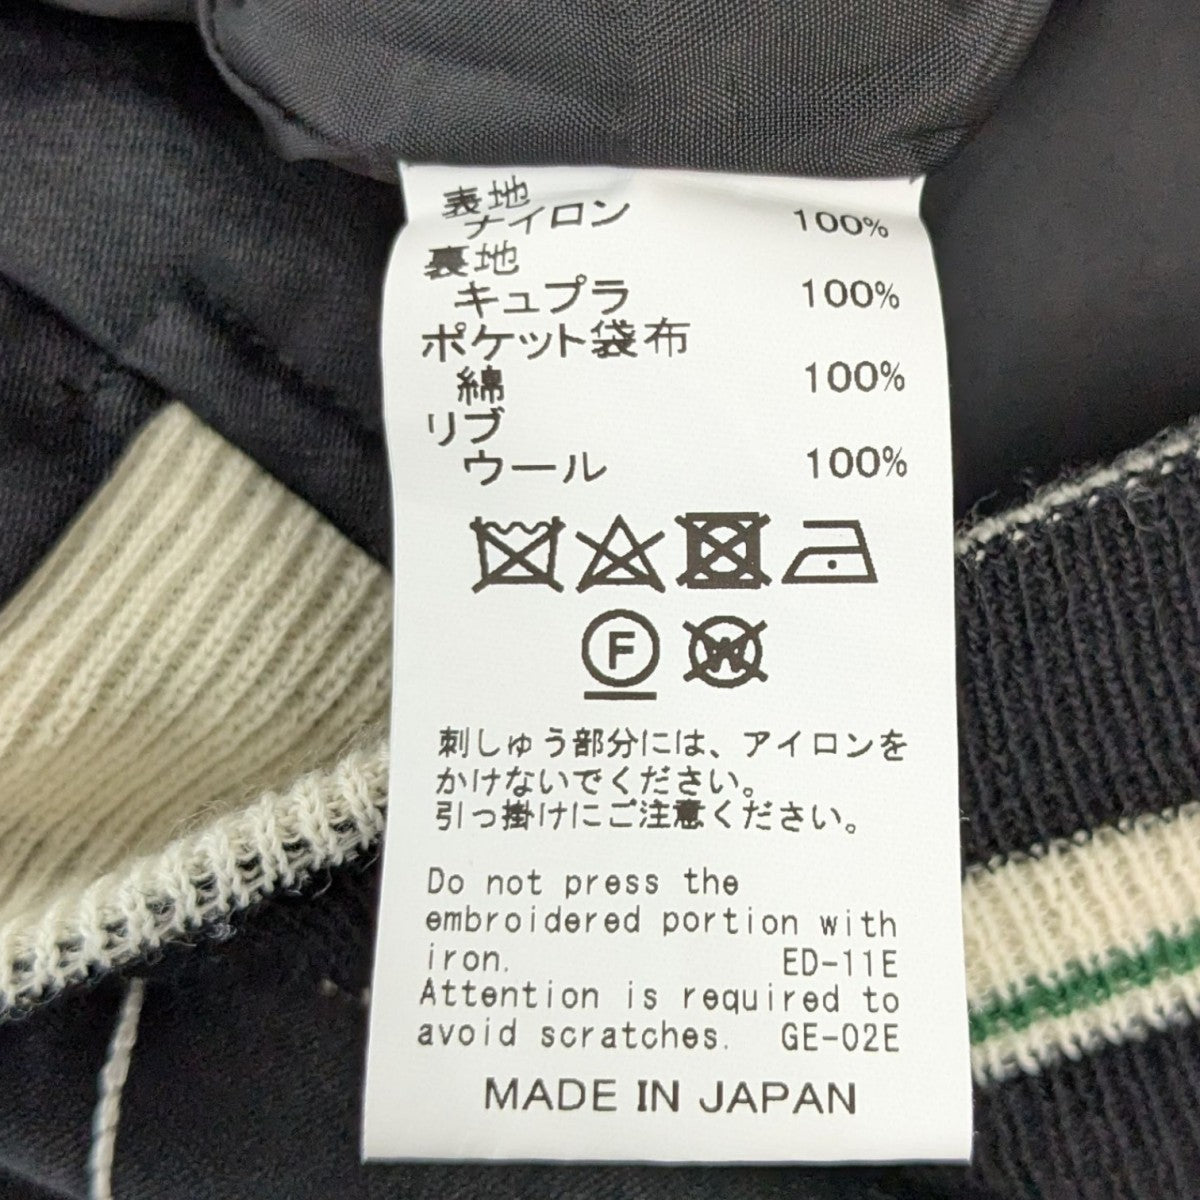 表地
ナイロン 100%
裏地
キュプラ 100%
ポケット袋布
綿 100%
リブ
ウール 100%
F W
刺しゅう部分には、アイロンを
かけないでください。
引っ掛けにご注意ください。
Do not press the
embroidered portion with
iron. ED-11E
Attention is required to
avoid scratches. GE-02E
MADE IN JAPAN